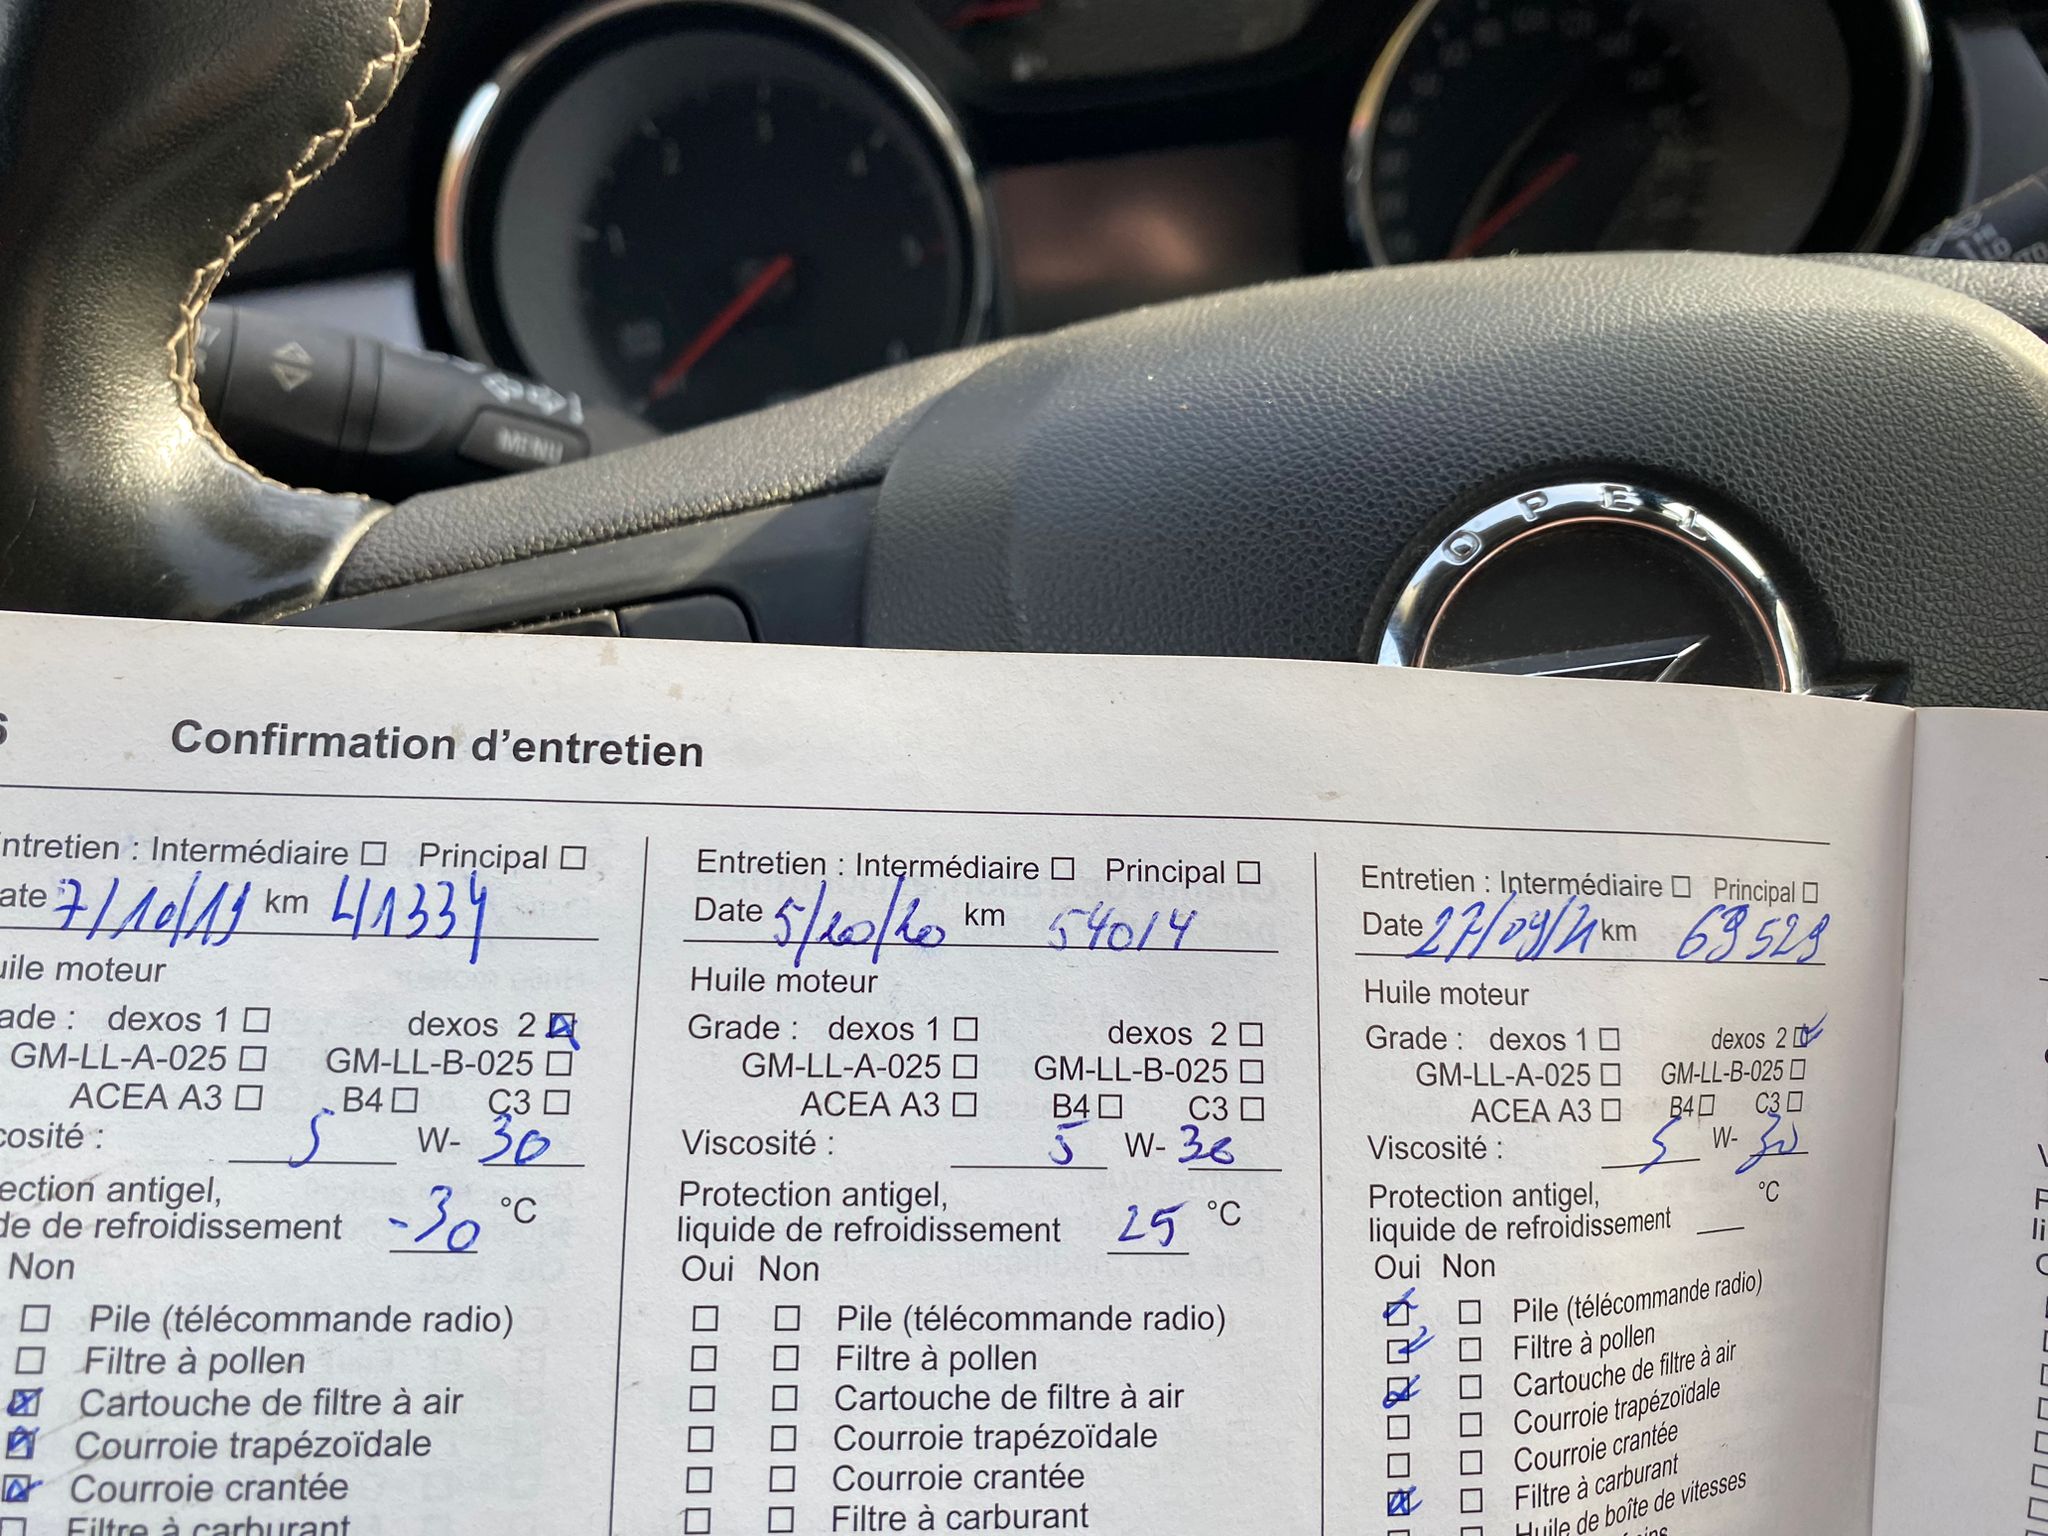 1
2
3
4
MENU
OPEL
Confirmation d'entretien
ntretien : Intermédiaire ☐ Principal ☐
ate 7/10/19 km 41334
uile moteur
ade : dexos 1 ☐ dexos 2 ☒
GM-LL-A-025 ☐ GM-LL-B-025 ☐
ACEA A3 ☐ B4 ☐ C3 ☐
cosité : 5 W- 30
ection antigel,
de de refroidissement -30 °C
Non
☐ Pile (télécommande radio)
☐ Filtre à pollen
☒ Cartouche de filtre à air
☒ Courroie trapézoïdale
☒ Courroie crantée
☐ Filtre à carburant
Entretien : Intermédiaire ☐ Principal ☐
Date 5/10/20 km 54014
Huile moteur
Grade : dexos 1 ☐ dexos 2 ☐
GM-LL-A-025 ☐ GM-LL-B-025 ☐
ACEA A3 ☐ B4 ☐ C3 ☐
Viscosité : 5 W- 30
Protection antigel,
liquide de refroidissement 25 °C
Oui Non
☐ ☐ Pile (télécommande radio)
☐ ☐ Filtre à pollen
☐ ☐ Cartouche de filtre à air
☐ ☐ Courroie trapézoïdale
☐ ☐ Courroie crantée
☐ ☐ Filtre à carburant
Entretien : Intermédiaire ☐ Principal ☐
Date 27/09/21 km 69529
Huile moteur
Grade : dexos 1 ☐ dexos 2 ☑
GM-LL-A-025 ☐ GM-LL-B-025 ☐
ACEA A3 ☐ B4 ☐ C3 ☐
Viscosité : 5 W- 30
Protection antigel,
liquide de refroidissement ___ °C
Oui Non
☑ ☐ Pile (télécommande radio)
☑ ☐ Filtre à pollen
☑ ☐ Cartouche de filtre à air
☐ ☐ Courroie trapézoïdale
☐ ☐ Courroie crantée
☒ ☐ Filtre à carburant
☐ ☐ Huile de boîte de vitesses